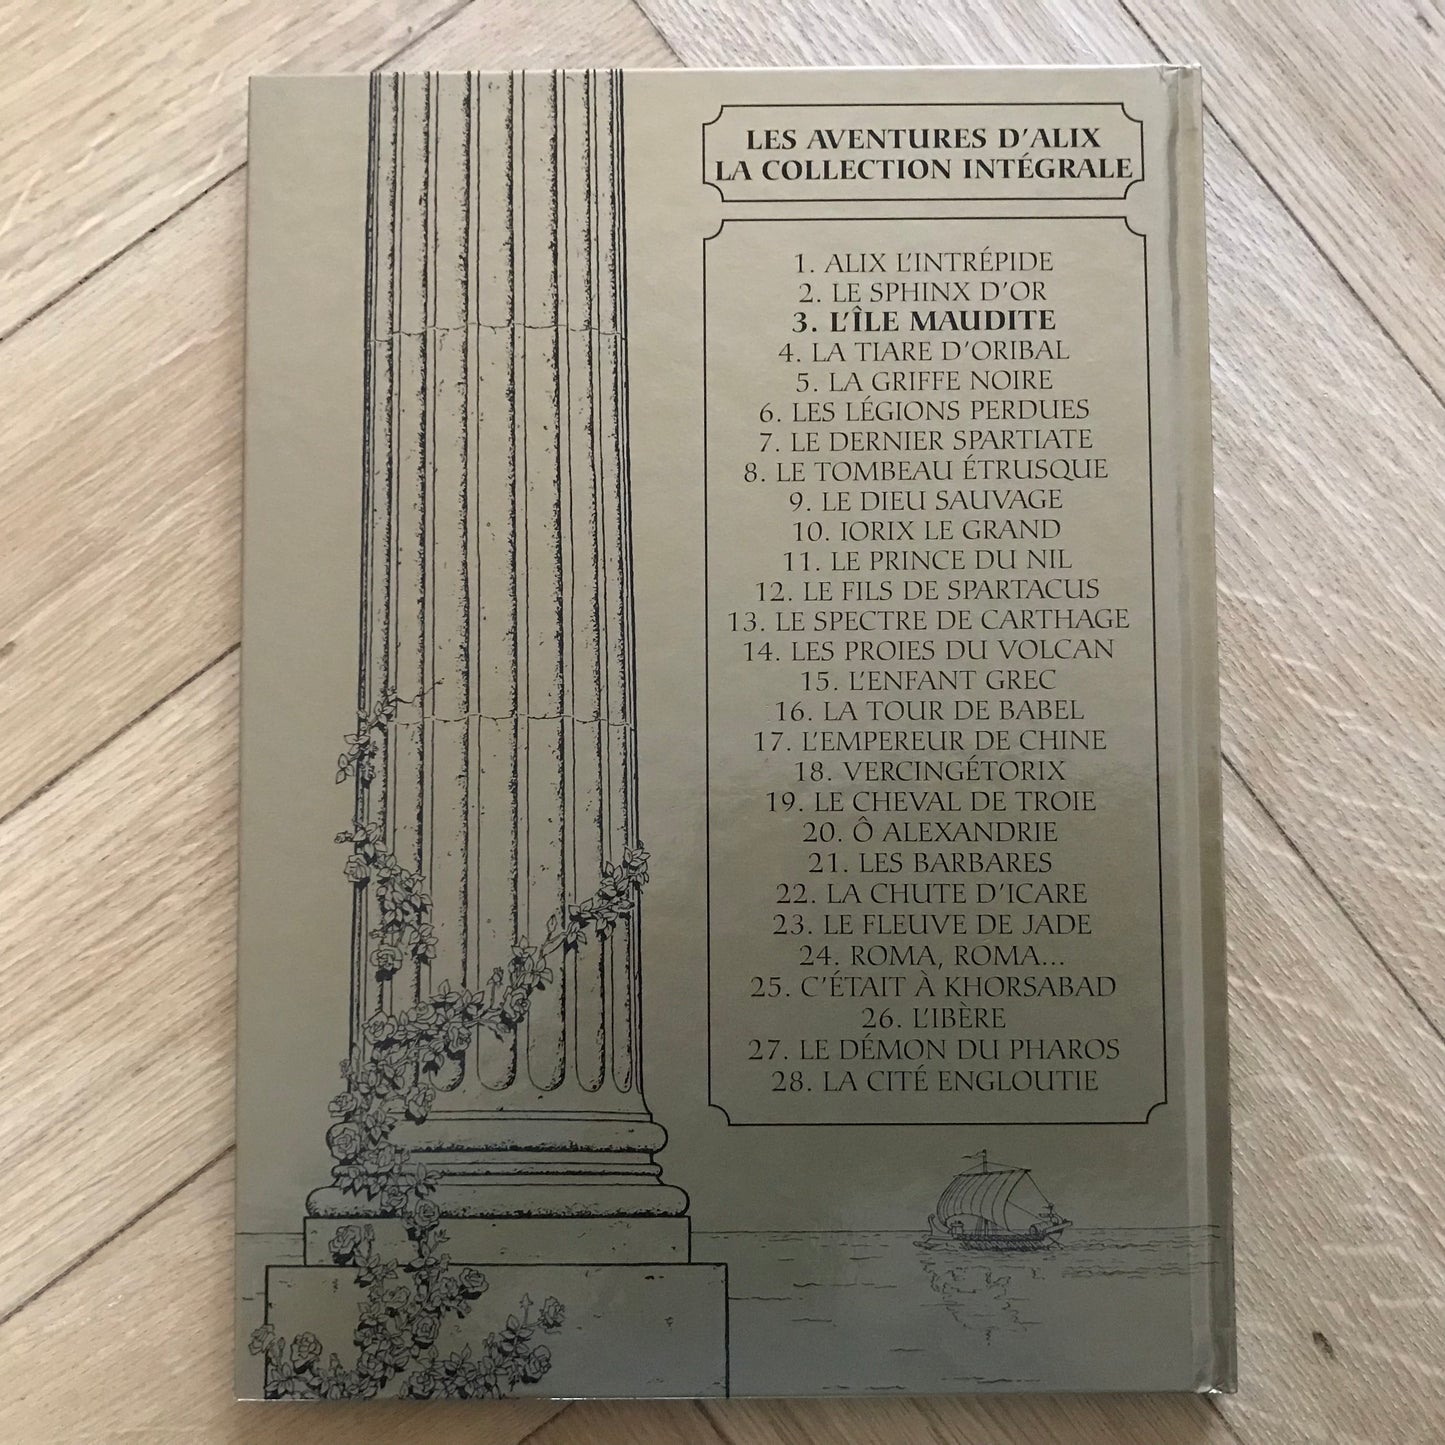 LES AVENTURES D'ALIX
LA COLLECTION INTÉGRALE
1. ALIX L'INTRÉPIDE
2. LE SPHINX D'OR
3. L'ÎLE MAUDITE
4. LA TIARE D'ORIBAL
5. LA GRIFFE NOIRE
6. LES LÉGIONS PERDUES
7. LE DERNIER SPARTIATE
8. LE TOMBEAU ÉTRUSQUE
9. LE DIEU SAUVAGE
10. IORIX LE GRAND
11. LE PRINCE DU NIL
12. LE FILS DE SPARTACUS
13. LE SPECTRE DE CARTHAGE
14. LES PROIES DU VOLCAN
15. L'ENFANT GREC
16. LA TOUR DE BABEL
17. L'EMPEREUR DE CHINE
18. VERCINGÉTORIX
19. LE CHEVAL DE TROIE
20. Ô ALEXANDRIE
21. LES BARBARES
22. LA CHUTE D'ICARE
23. LE FLEUVE DE JADE
24. ROMA, ROMA...
25. C'ÉTAIT À KHORSABAD
26. L'IBÈRE
27. LE DÉMON DU PHAROS
28. LA CITÉ ENGLOUTIE